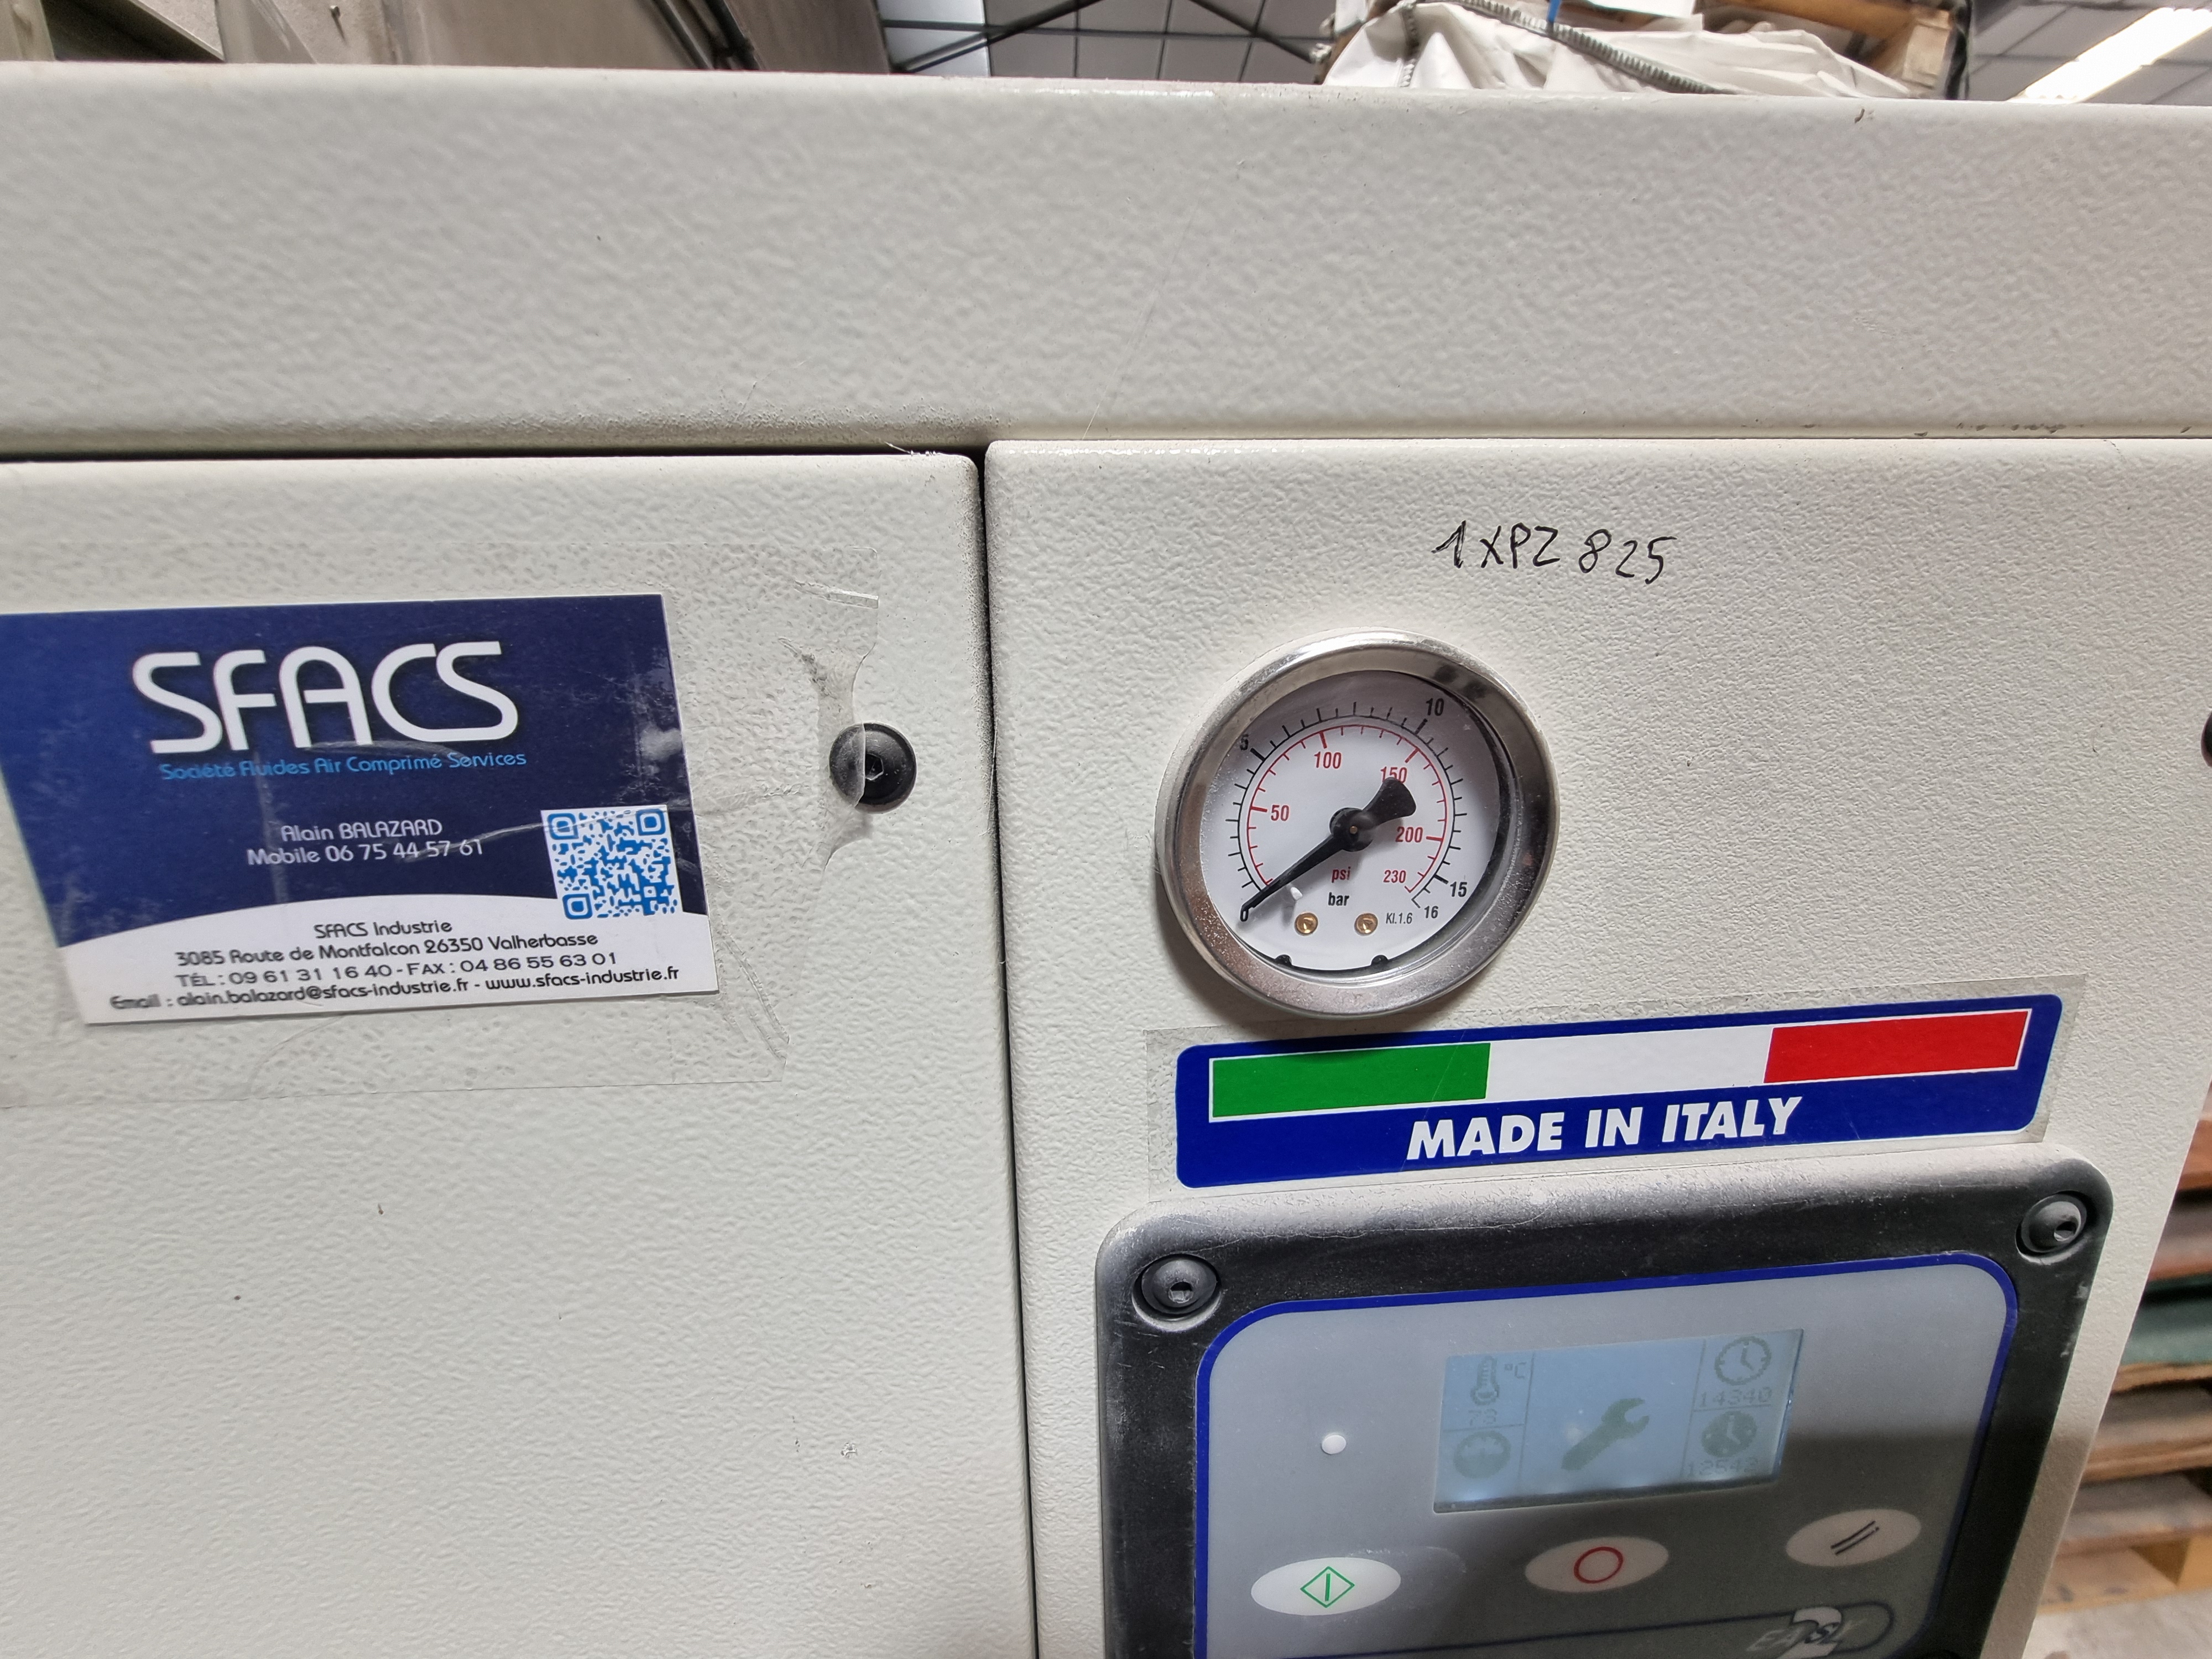 1XPZ 825
SFACS
Société Fluides Air Comprimé Services
Alain BALAZARD
Mobile 06 75 44 57 61
SFACS Industrie
3085 Route de Montfalcon 26350 Valherbasse
TÉL : 09 61 31 16 40 - FAX : 04 86 55 63 01
Email : alain.balazard@sfacs-industrie.fr - www.sfacs-industrie.fr
0 5 10 15 16
50 100 150 200 230
psi
bar
Kl.1.6
MADE IN ITALY
°C
14340